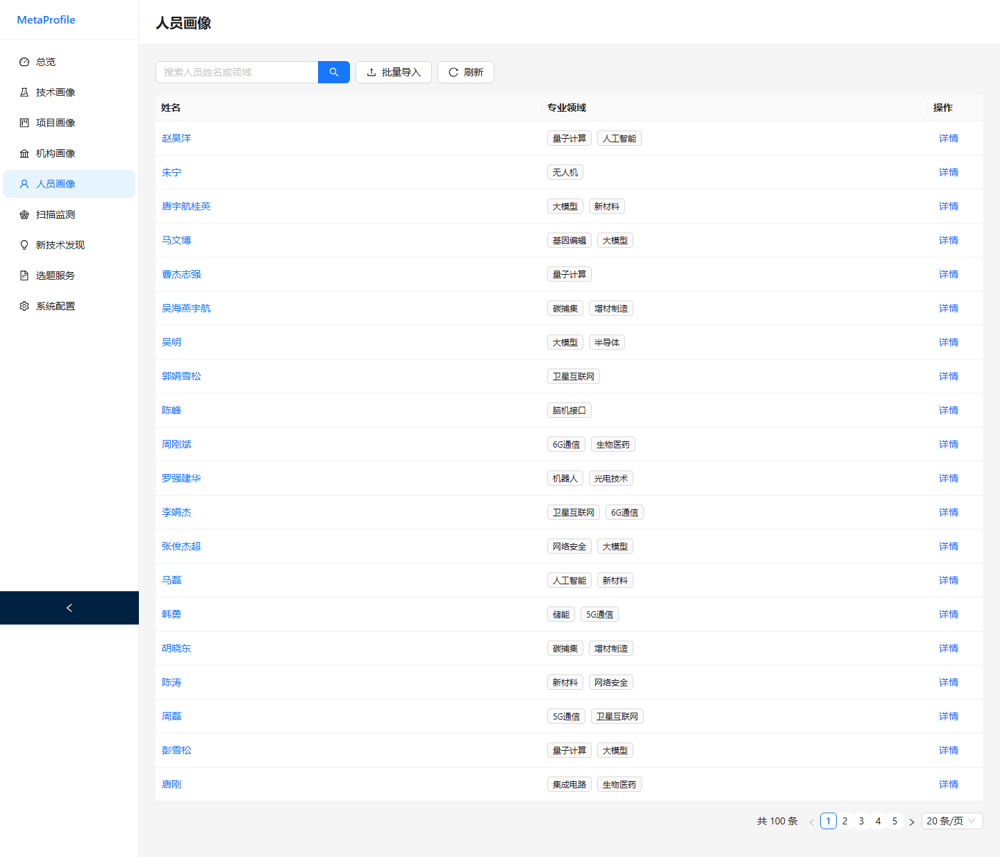 MetaProfile
人员画像
总览
技术画像
项目画像
机构画像
人员画像
扫描监测
新技术发现
选题服务
系统配置
搜索人员姓名或领域
批量导入
刷新
姓名 专业领域 操作
赵昊洋 量子计算 人工智能 详情
朱宁 无人机 详情
唐宇航桂英 大模型 新材料 详情
马文博 基因编辑 大模型 详情
曹杰志强 量子计算 详情
吴海燕宇航 碳捕集 增材制造 详情
吴明 大模型 半导体 详情
郭娟雪松 卫星互联网 详情
陈峰 脑机接口 详情
周刚斌 6G通信 生物医药 详情
罗强建华 机器人 光电技术 详情
李娟杰 卫星互联网 6G通信 详情
张俊杰超 网络安全 大模型 详情
马磊 人工智能 新材料 详情
韩勇 储能 5G通信 详情
胡晓东 碳捕集 增材制造 详情
陈涛 新材料 网络安全 详情
周磊 5G通信 卫星互联网 详情
彭雪松 量子计算 大模型 详情
唐刚 集成电路 生物医药 详情
共 100 条 1 2 3 4 5 20 条/页